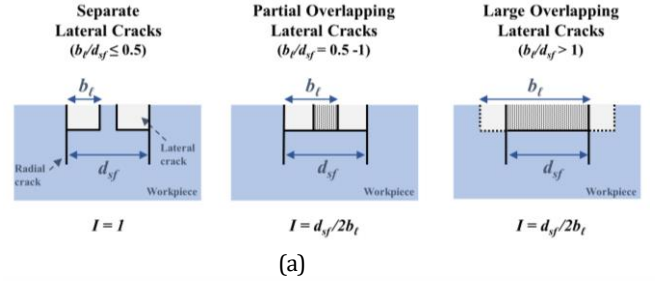 Separate
Lateral Cracks
(bℓ/dsf ≤ 0.5)
bℓ
Radial
crack
Lateral
crack
dsf
Workpiece
I = 1
Partial Overlapping
Lateral Cracks
(bℓ/dsf = 0.5 -1)
bℓ
dsf
Workpiece
I = dsf/2bℓ
Large Overlapping
Lateral Cracks
(bℓ/dsf > 1)
bℓ
dsf
Workpiece
I = dsf/2bℓ
(a)